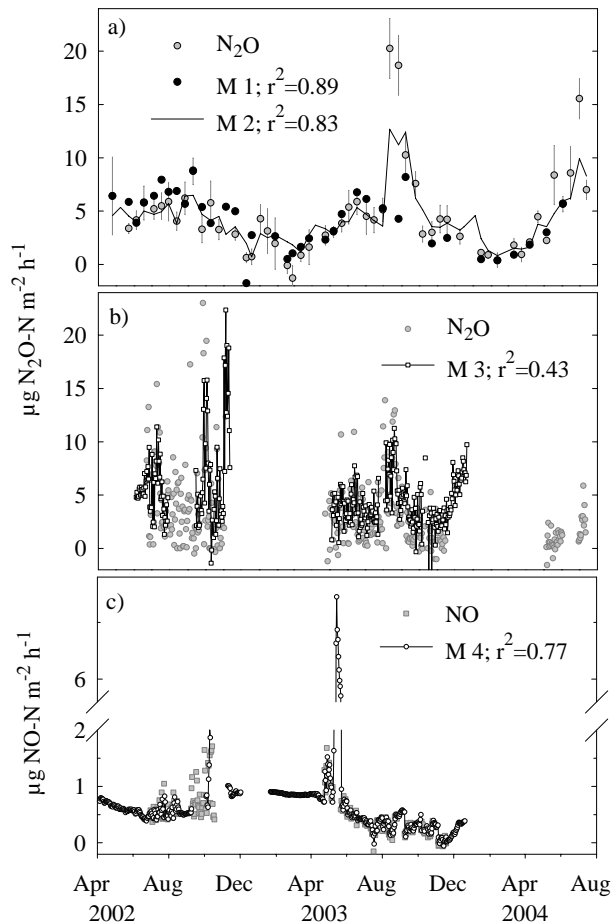 a)
N₂O
M 1; r²=0.89
M 2; r²=0.83
20
15
10
5
0
µg N₂O-N m⁻² h⁻¹
b)
N₂O
M 3; r²=0.43
20
15
10
5
0
c)
NO
M 4; r²=0.77
6
2
1
0
µg NO-N m⁻² h⁻¹
Apr Aug Dec Apr Aug Dec Apr Aug
2002 2003 2004